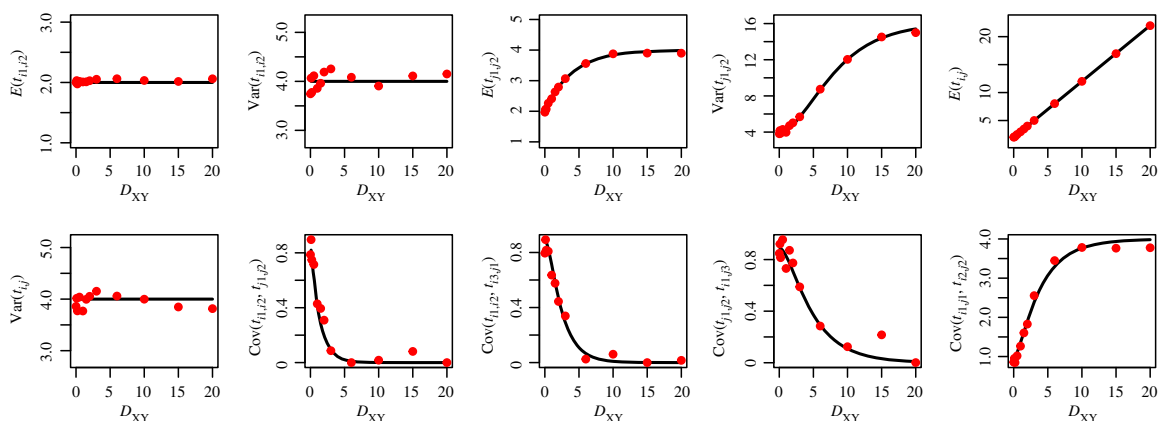 E(t_{i1,i2})
3.0
2.0
1.0
0 5 10 15 20
D_XY
Var(t_{i1,i2})
5.0
4.0
3.0
0 5 10 15 20
D_XY
E(t_{j1,j2})
5
4
3
2
1
0 5 10 15 20
D_XY
Var(t_{j1,j2})
16
12
8
4
0 5 10 15 20
D_XY
E(t_{i,j})
20
10
5
0 5 10 15 20
D_XY
Var(t_{i,j})
5.0
4.0
3.0
0 5 10 15 20
D_XY
Cov(t_{i1,i2}, t_{j1,j2})
0.8
0.4
0
0 5 10 15 20
D_XY
Cov(t_{i1,i2}, t_{i3,j1})
0.8
0.4
0
0 5 10 15 20
D_XY
Cov(t_{j1,j2}, t_{i1,j3})
0.8
0.4
0
0 5 10 15 20
D_XY
Cov(t_{i1,j1}, t_{i2,j2})
4.0
3.0
2.0
1.0
0 5 10 15 20
D_XY